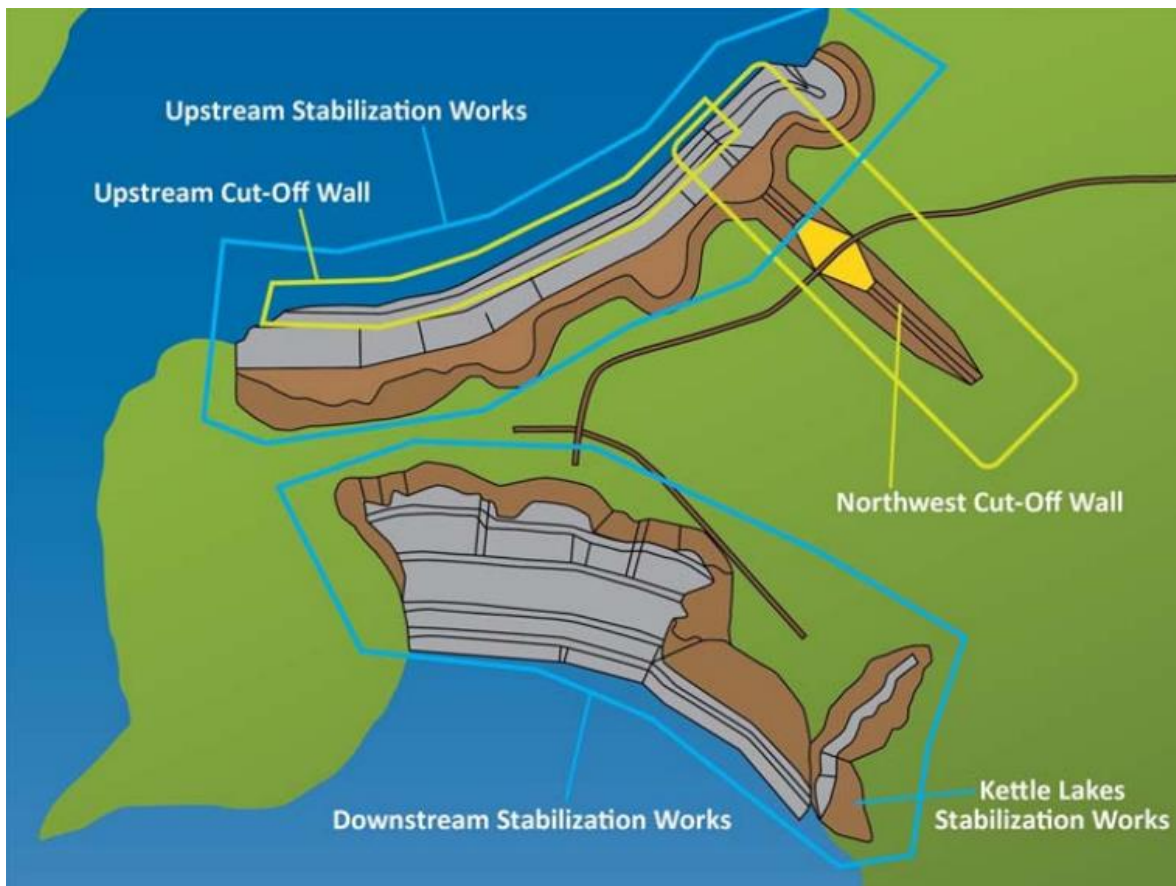 Upstream Stabilization Works
Upstream Cut-Off Wall
Northwest Cut-Off Wall
Downstream Stabilization Works
Kettle Lakes
Stabilization Works